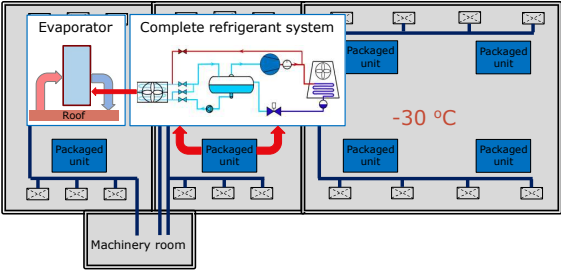 Evaporator
Complete refrigerant system
Roof
Packaged
unit
Packaged
unit
-30 °C
Packaged
unit
Packaged
unit
Packaged
unit
Packaged
unit
Machinery room